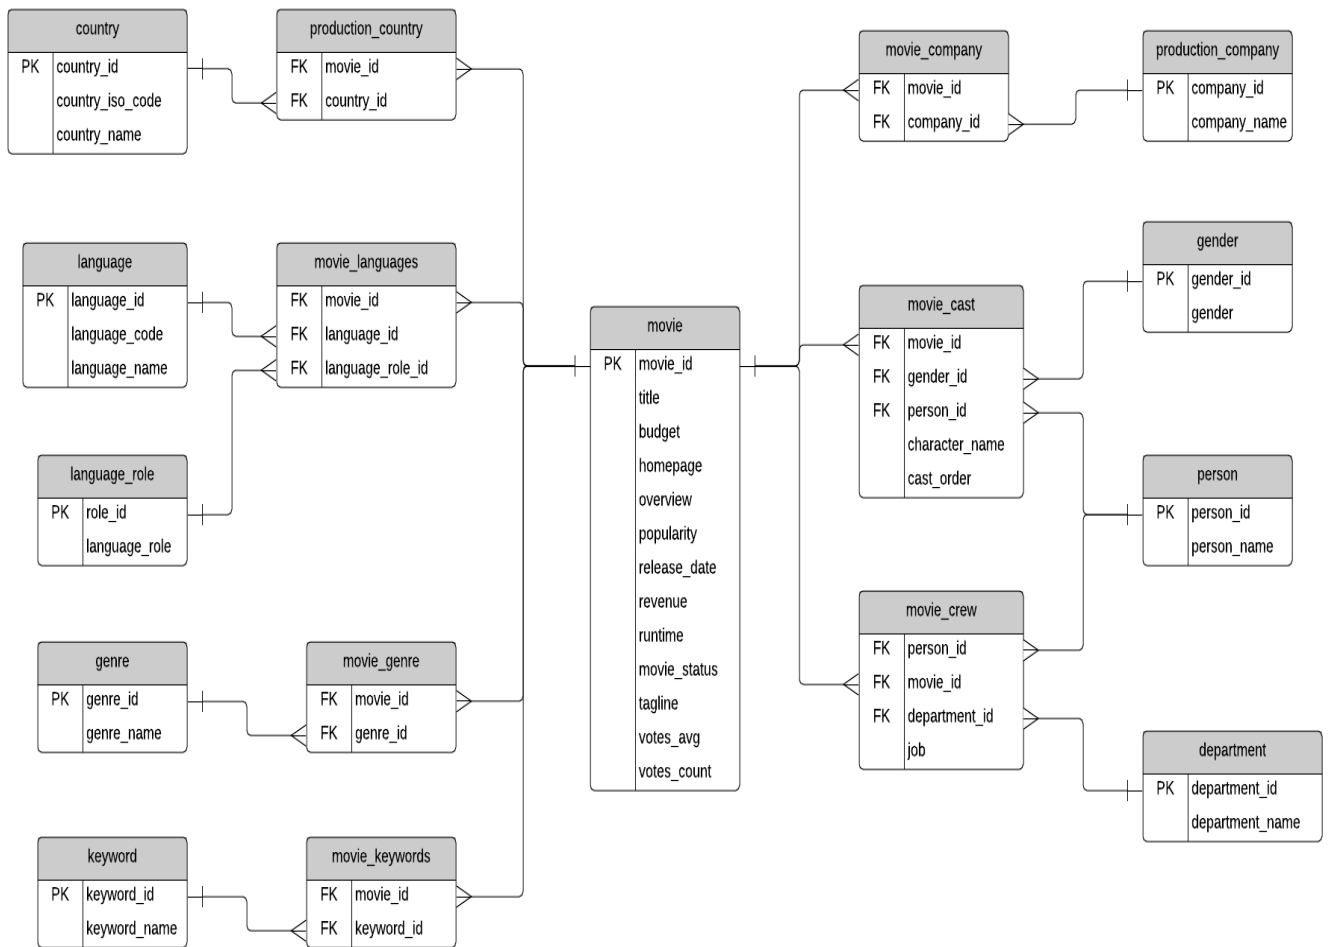 country
PK country_id
country_iso_code
country_name
production_country
FK movie_id
FK country_id
language
PK language_id
language_code
language_name
movie_languages
FK movie_id
FK language_id
FK language_role_id
language_role
PK role_id
language_role
genre
PK genre_id
genre_name
movie_genre
FK movie_id
FK genre_id
keyword
PK keyword_id
keyword_name
movie_keywords
FK movie_id
FK keyword_id
movie
PK movie_id
title
budget
homepage
overview
popularity
release_date
revenue
runtime
movie_status
tagline
votes_avg
votes_count
movie_company
FK movie_id
FK company_id
production_company
PK company_id
company_name
gender
PK gender_id
gender
movie_cast
FK movie_id
FK gender_id
FK person_id
character_name
cast_order
person
PK person_id
person_name
movie_crew
FK person_id
FK movie_id
FK department_id
job
department
PK department_id
department_name